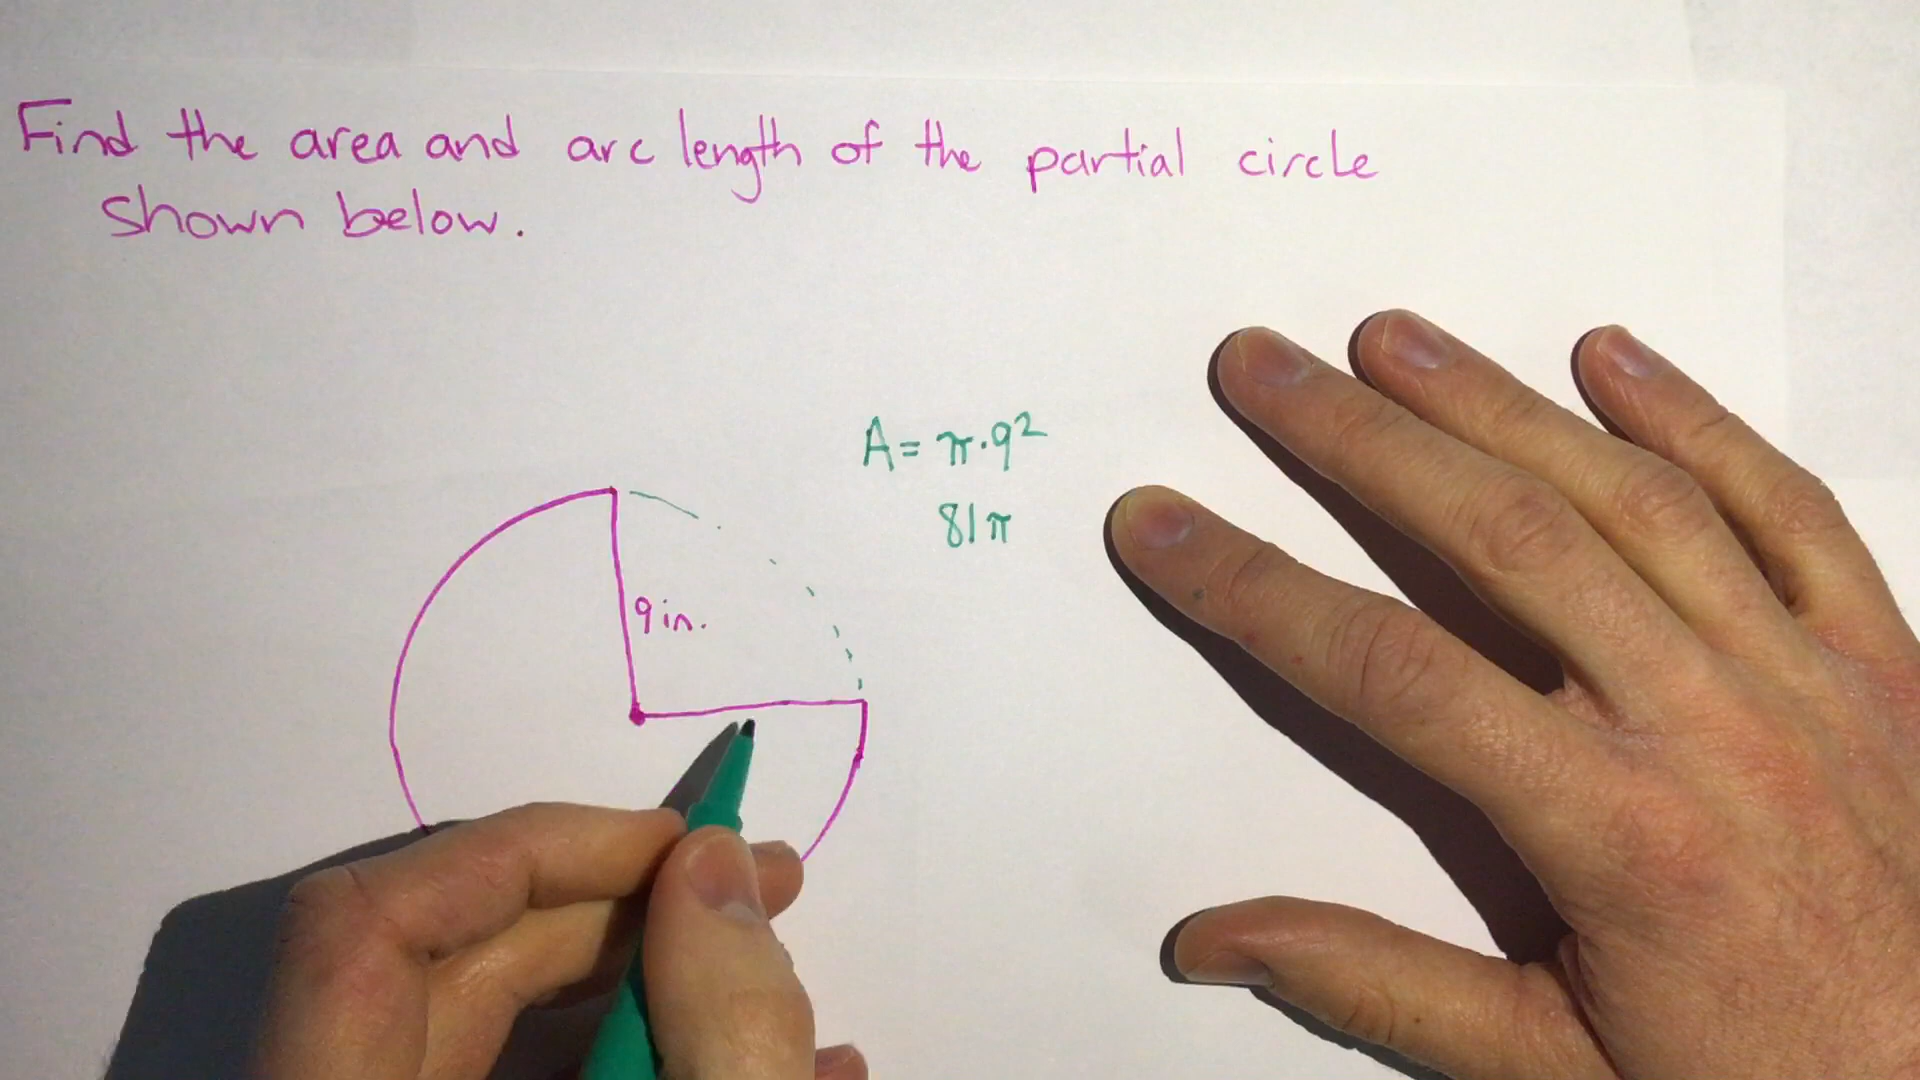 Find the area and arc length of the partial circle
shown below.
A = π·9²
81π
9 in.